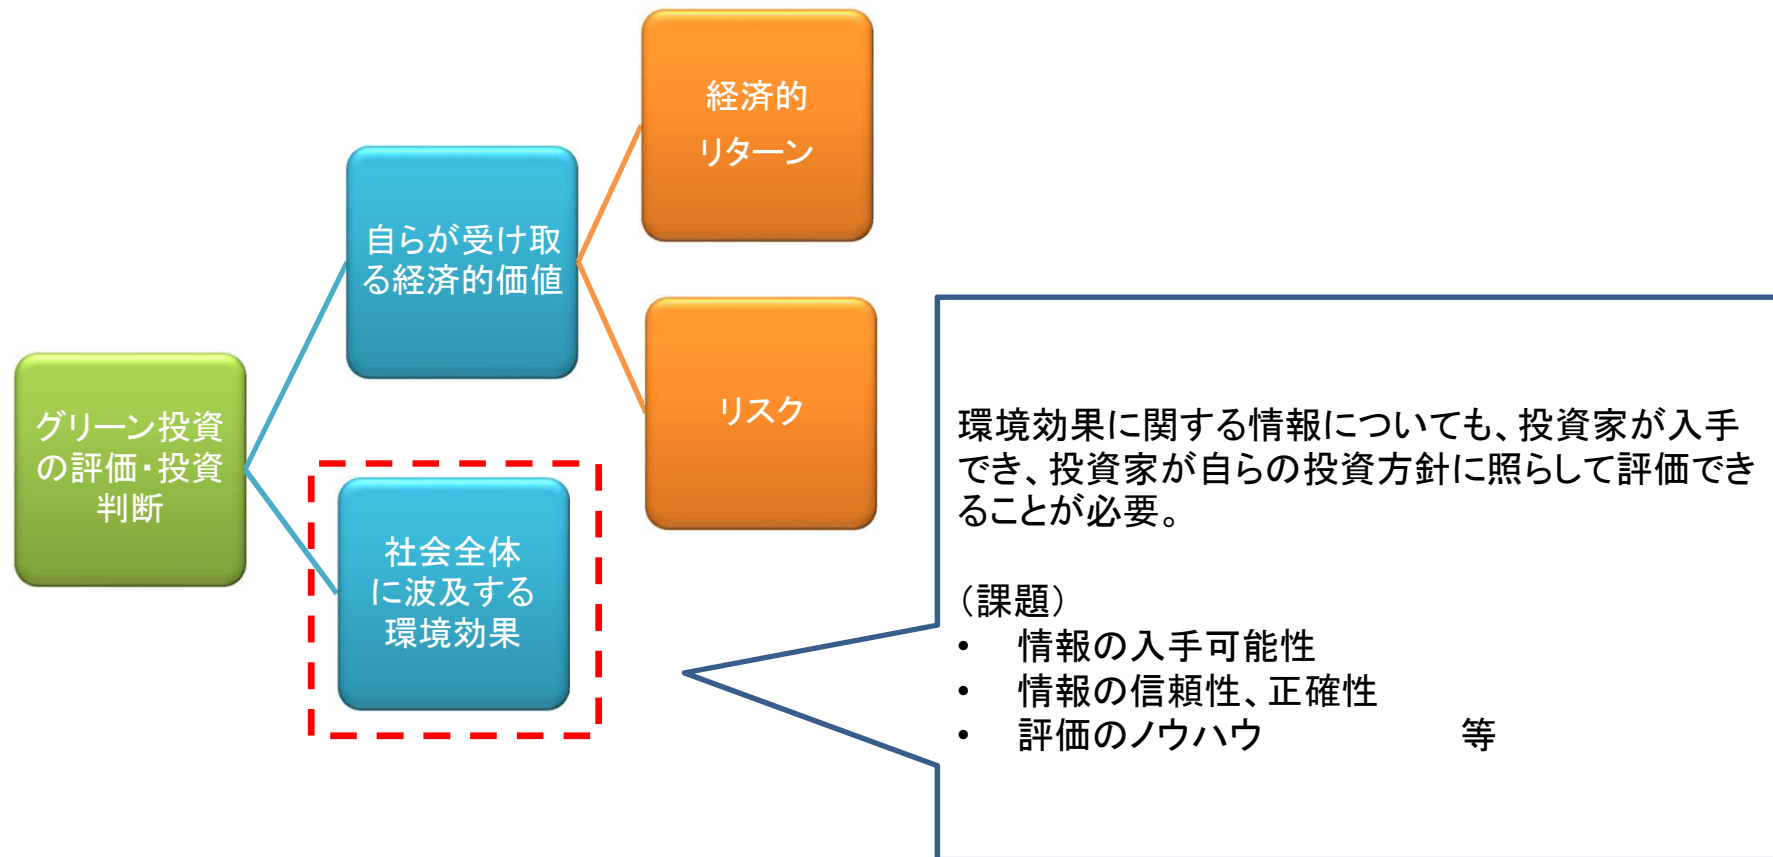 経済的
リターン
自らが受け取
る経済的価値
リスク
グリーン投資
の評価・投資
判断
社会全体
に波及する
環境効果
環境効果に関する情報についても、投資家が入手
でき、投資家が自らの投資方針に照らして評価でき
ることが必要。
（課題）
• 情報の入手可能性
• 情報の信頼性、正確性
• 評価のノウハウ 等